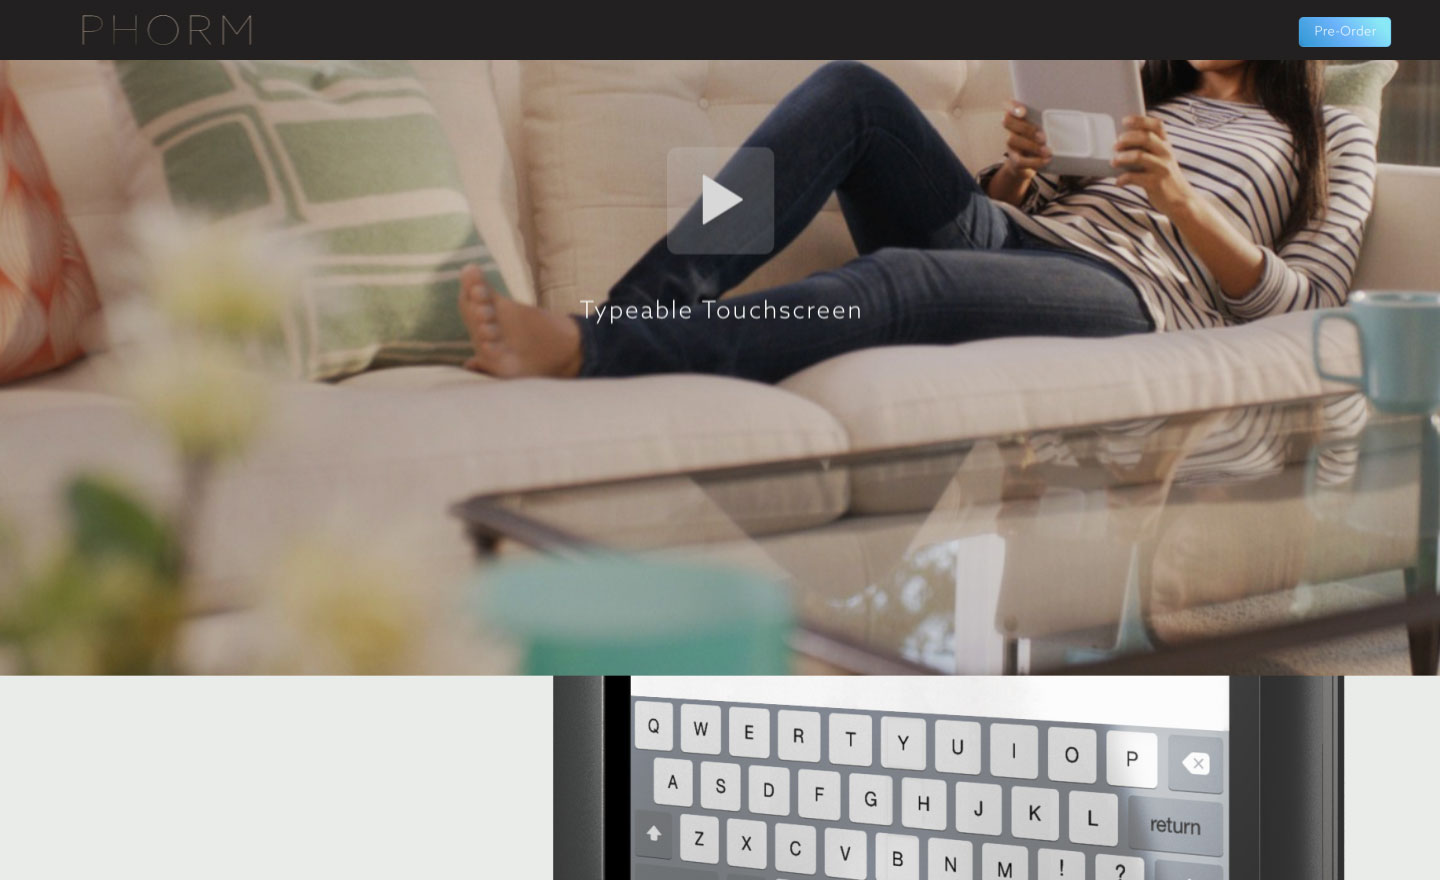 PHORM
Pre-Order
Typeable Touchscreen
Q W E R T Y U I O P
A S D F G H J K L return
Z X C V B N M ! ?